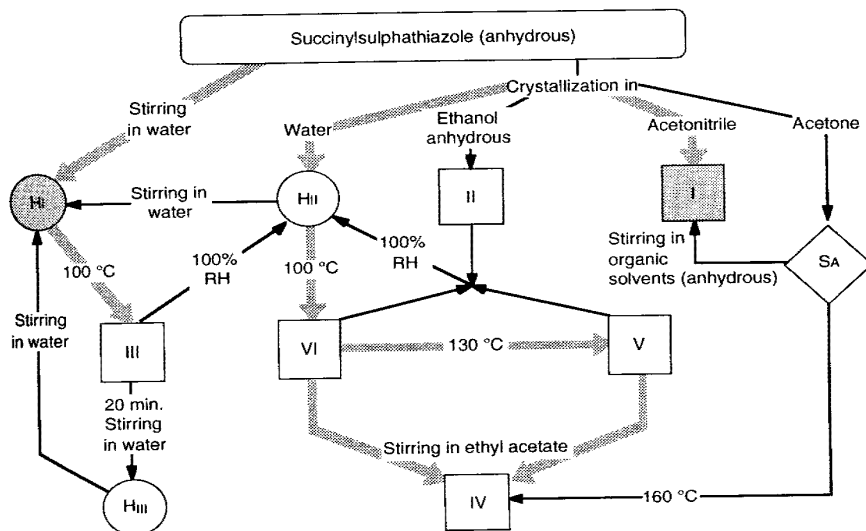 Succinylsulphathiazole (anhydrous)
Crystallization in
Stirring
in water
Water
Ethanol
anhydrous
Acetonitrile
Acetone
HI
Stirring in
water
HII
II
I
SA
100 °C
100%
RH
100 °C
100%
RH
Stirring in
organic
solvents (anhydrous)
Stirring
in water
III
VI
130 °C
V
20 min.
Stirring
in water
Stirring in ethyl acetate
HIII
IV
160 °C